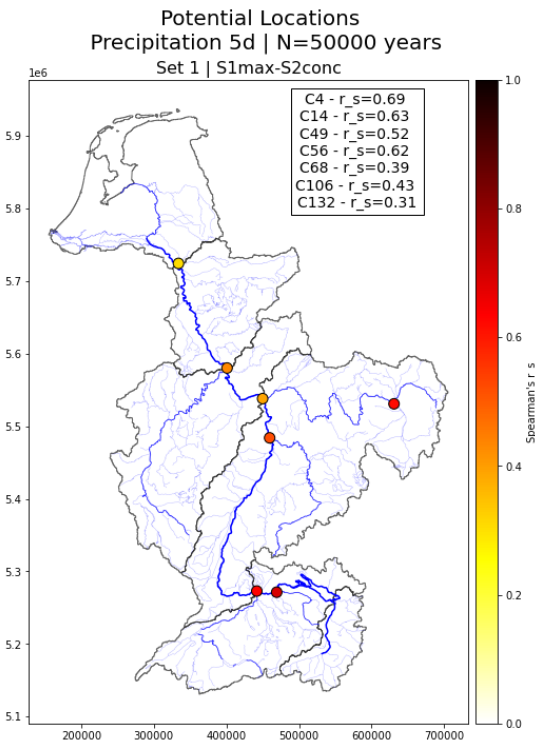 Potential Locations
Precipitation 5d | N=50000 years
Set 1 | S1max-S2conc
1e6
C4 - r_s=0.69
C14 - r_s=0.63
C49 - r_s=0.52
C56 - r_s=0.62
C68 - r_s=0.39
C106 - r_s=0.43
C132 - r_s=0.31
5.9
5.8
5.7
5.6
5.5
5.4
5.3
5.2
5.1
200000 300000 400000 500000 600000 700000
1.0
0.8
0.6
0.4
0.2
0.0
Spearman's r_s